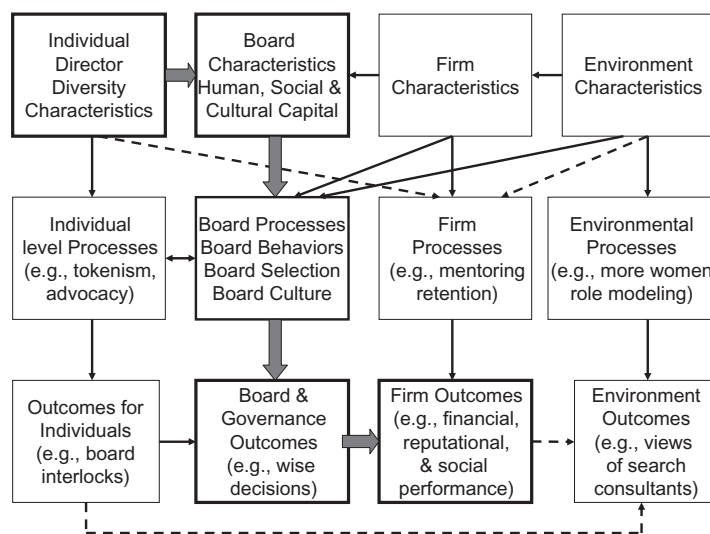 Individual
Director
Diversity
Characteristics
Board
Characteristics
Human, Social &
Cultural Capital
Firm
Characteristics
Environment
Characteristics
Individual
level Processes
(e.g., tokenism,
advocacy)
Board Processes
Board Behaviors
Board Selection
Board Culture
Firm
Processes
(e.g., mentoring
retention)
Environmental
Processes
(e.g., more women
role modeling)
Outcomes for
Individuals
(e.g., board
interlocks)
Board &
Governance
Outcomes
(e.g., wise
decisions)
Firm Outcomes
(e.g., financial,
reputational,
& social
performance)
Environment
Outcomes
(e.g., views
of search
consultants)